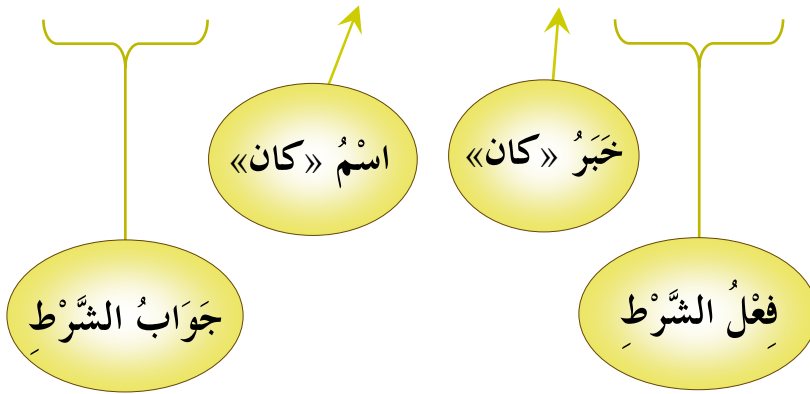 خَبَرُ «كان»
اسْمُ «كان»
فِعْلُ الشَّرْطِ
جَوَابُ الشَّرْطِ